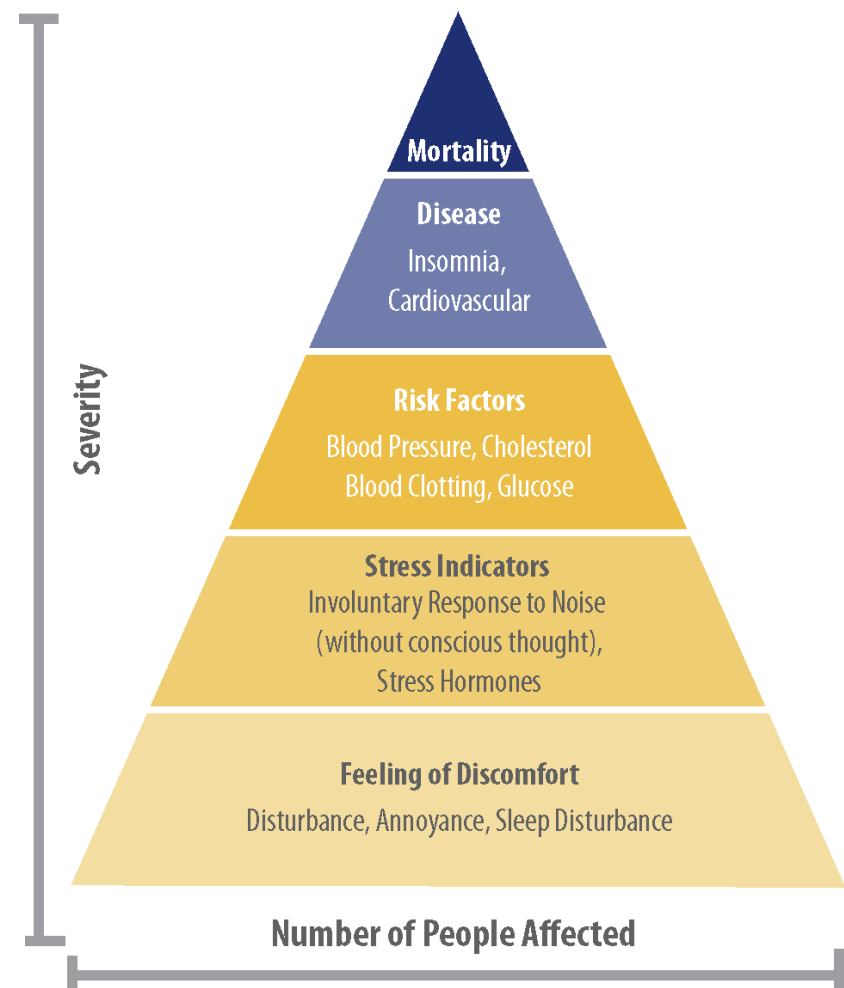 Mortality
Disease
Insomnia,
Cardiovascular
Risk Factors
Blood Pressure, Cholesterol
Blood Clotting, Glucose
Stress Indicators
Involuntary Response to Noise
(without conscious thought),
Stress Hormones
Feeling of Discomfort
Disturbance, Annoyance, Sleep Disturbance
Severity
Number of People Affected